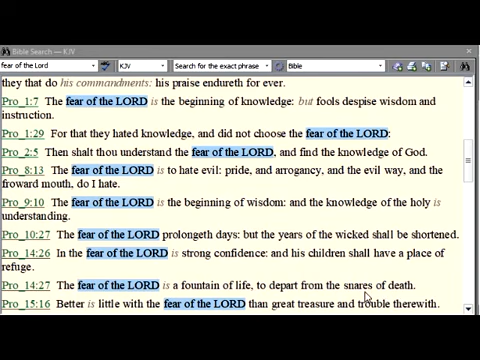 Bible Search — KJV
fear of the Lord KJV Search for the exact phrase Bible
they that do his commandments: his praise endureth for ever.
Pro_1:7 The fear of the LORD is the beginning of knowledge: but fools despise wisdom and
instruction.
Pro_1:29 For that they hated knowledge, and did not choose the fear of the LORD:
Pro_2:5 Then shalt thou understand the fear of the LORD, and find the knowledge of God.
Pro_8:13 The fear of the LORD is to hate evil: pride, and arrogancy, and the evil way, and the
froward mouth, do I hate.
Pro_9:10 The fear of the LORD is the beginning of wisdom: and the knowledge of the holy is
understanding.
Pro_10:27 The fear of the LORD prolongeth days: but the years of the wicked shall be shortened.
Pro_14:26 In the fear of the LORD is strong confidence: and his children shall have a place of
refuge.
Pro_14:27 The fear of the LORD is a fountain of life, to depart from the snares of death.
Pro_15:16 Better is little with the fear of the LORD than great treasure and trouble therewith.